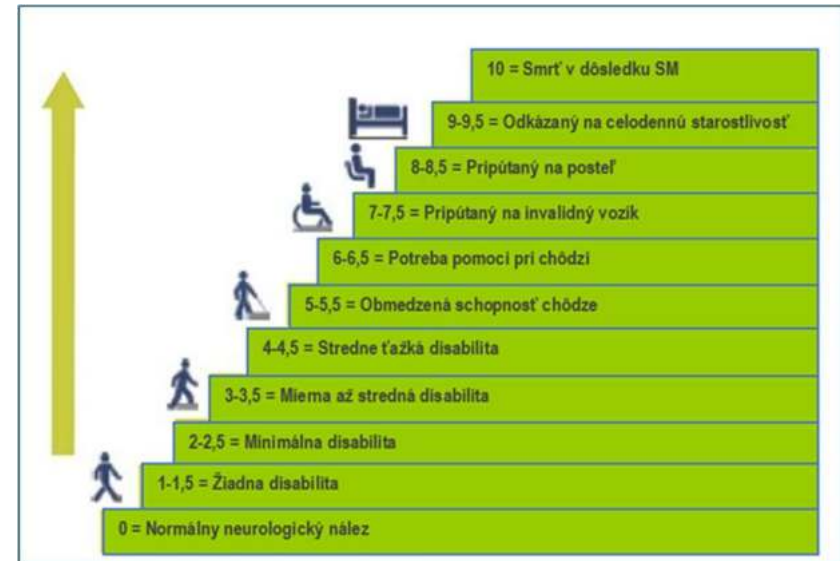 10 = Smrť v dôsledku SM
9-9,5 = Odkázaný na celodennú starostlivosť
8-8,5 = Pripútaný na posteľ
7-7,5 = Pripútaný na invalidný vozík
6-6,5 = Potreba pomoci pri chôdzi
5-5,5 = Obmedzená schopnosť chôdze
4-4,5 = Stredne ťažká disabilita
3-3,5 = Mierna až stredná disabilita
2-2,5 = Minimálna disabilita
1-1,5 = Žiadna disabilita
0 = Normálny neurologický nález